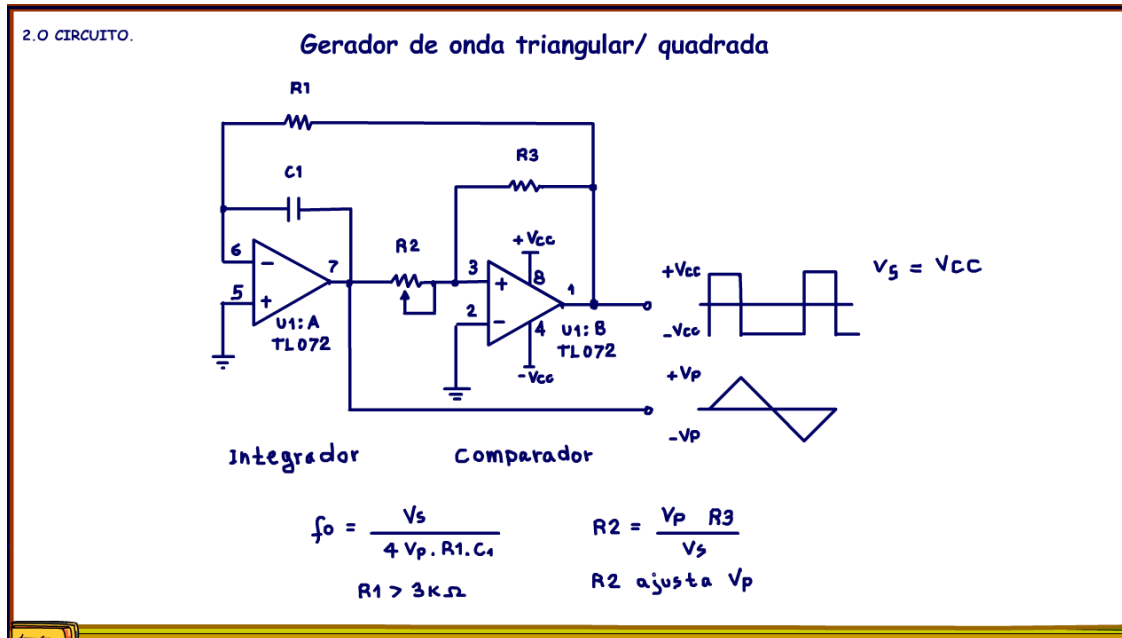 2.O CIRCUITO.
Gerador de onda triangular/ quadrada
R1
R3
C1
R2
+Vcc
6
-
7
3
+
8
1
5
+
2
-
4
U1:A
TL072
U1:B
TL072
-Vcc
+Vcc
-Vcc
Vs = VCC
+Vp
-Vp
Integrador
Comparador
fo = Vs / 4 Vp. R1. C1
R2 = Vp R3 / Vs
R1 > 3KΩ
R2 ajusta Vp